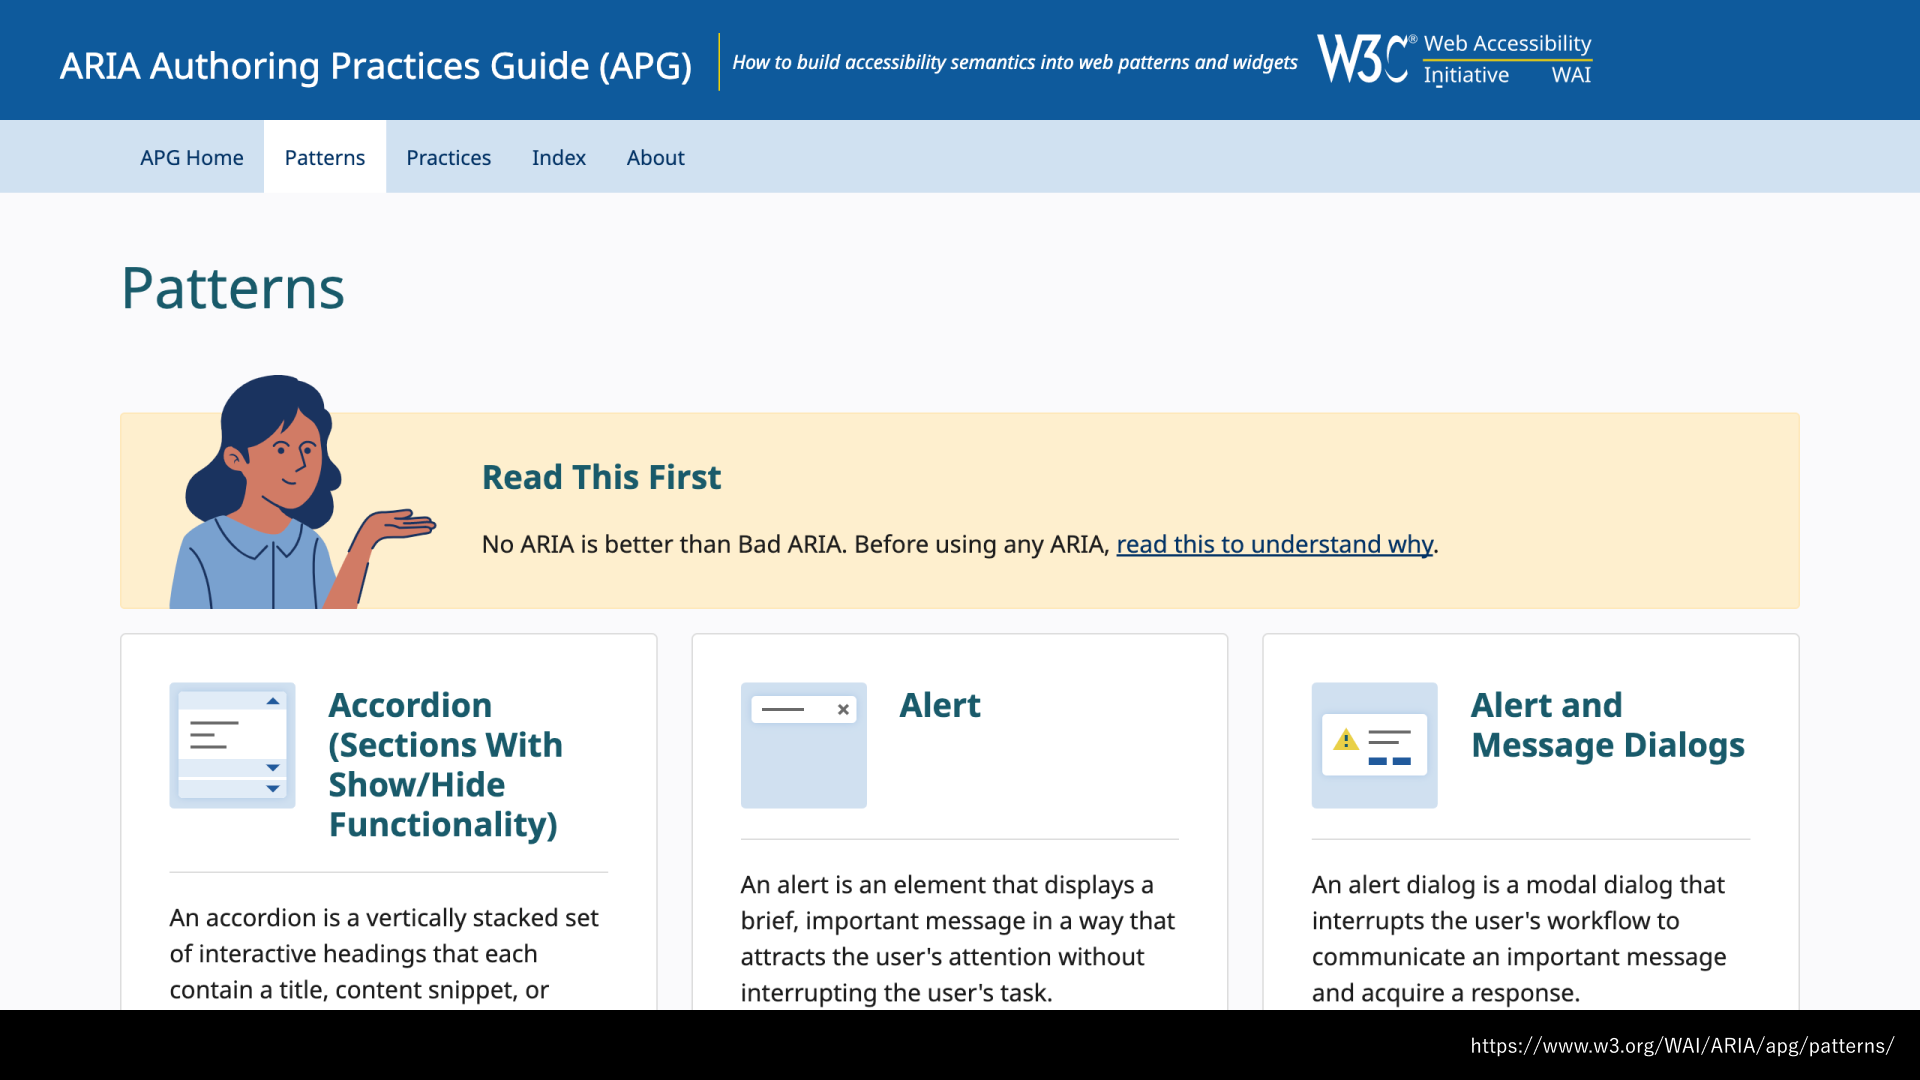 ARIA Authoring Practices Guide (APG)
How to build accessibility semantics into web patterns and widgets
W3C® Web Accessibility
Initiative WAI
APG Home Patterns Practices Index About
Patterns
Read This First
No ARIA is better than Bad ARIA. Before using any ARIA, read this to understand why.
Accordion
(Sections With
Show/Hide
Functionality)
An accordion is a vertically stacked set
of interactive headings that each
contain a title, content snippet, or
Alert
An alert is an element that displays a
brief, important message in a way that
attracts the user's attention without
interrupting the user's task.
Alert and
Message Dialogs
An alert dialog is a modal dialog that
interrupts the user's workflow to
communicate an important message
and acquire a response.
https://www.w3.org/WAI/ARIA/apg/patterns/